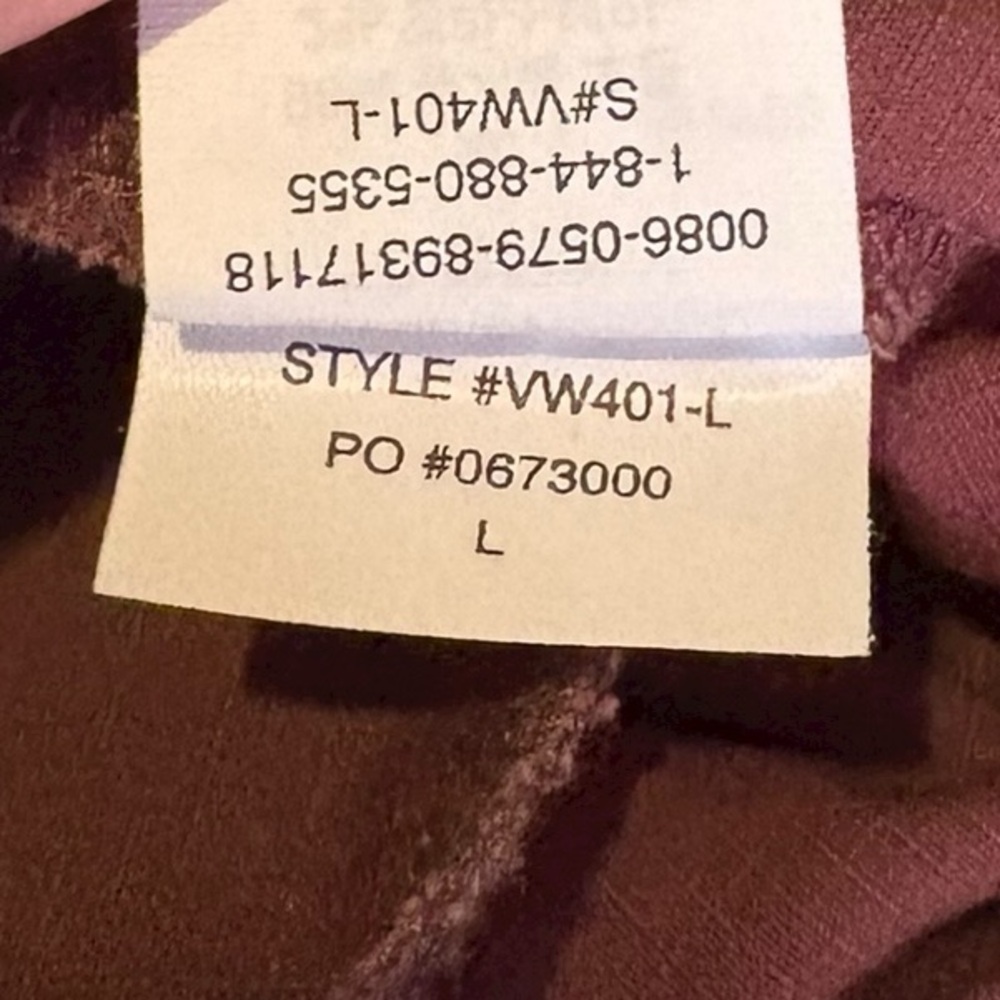 0086-0579-89317118
1-844-880-5355
S#VW401-L
STYLE #VW401-L
PO #0673000
L